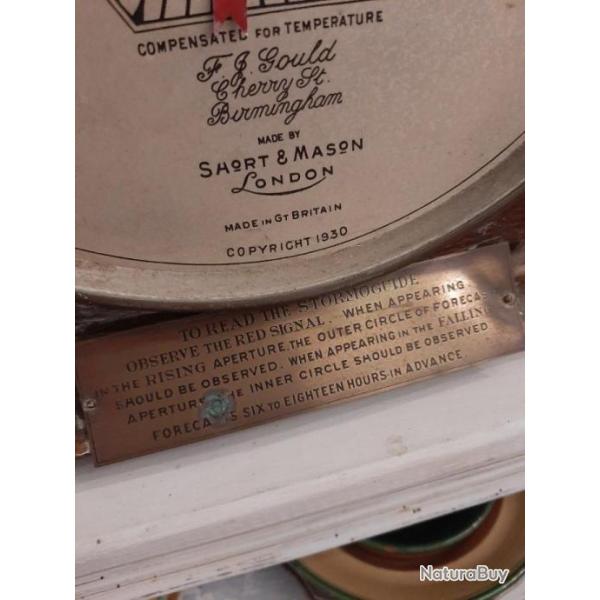 COMPENSATED FOR TEMPERATURE
F. J. Gould
Cherry St.
Birmingham
MADE BY
SHORT & MASON
LONDON
MADE IN GT BRITAIN
COPYRIGHT 1930
TO READ THE STORMOGUIDE
OBSERVE THE RED SIGNAL. WHEN APPEARING
IN THE RISING APERTURE, THE OUTER CIRCLE OF FORECAS
SHOULD BE OBSERVED. WHEN APPEARING IN THE FALLIN
APERTUR E INNER CIRCLE SHOULD BE OBSERVED
FORECA S SIX TO EIGHTEEN HOURS IN ADVANCE.
NaturaBuy